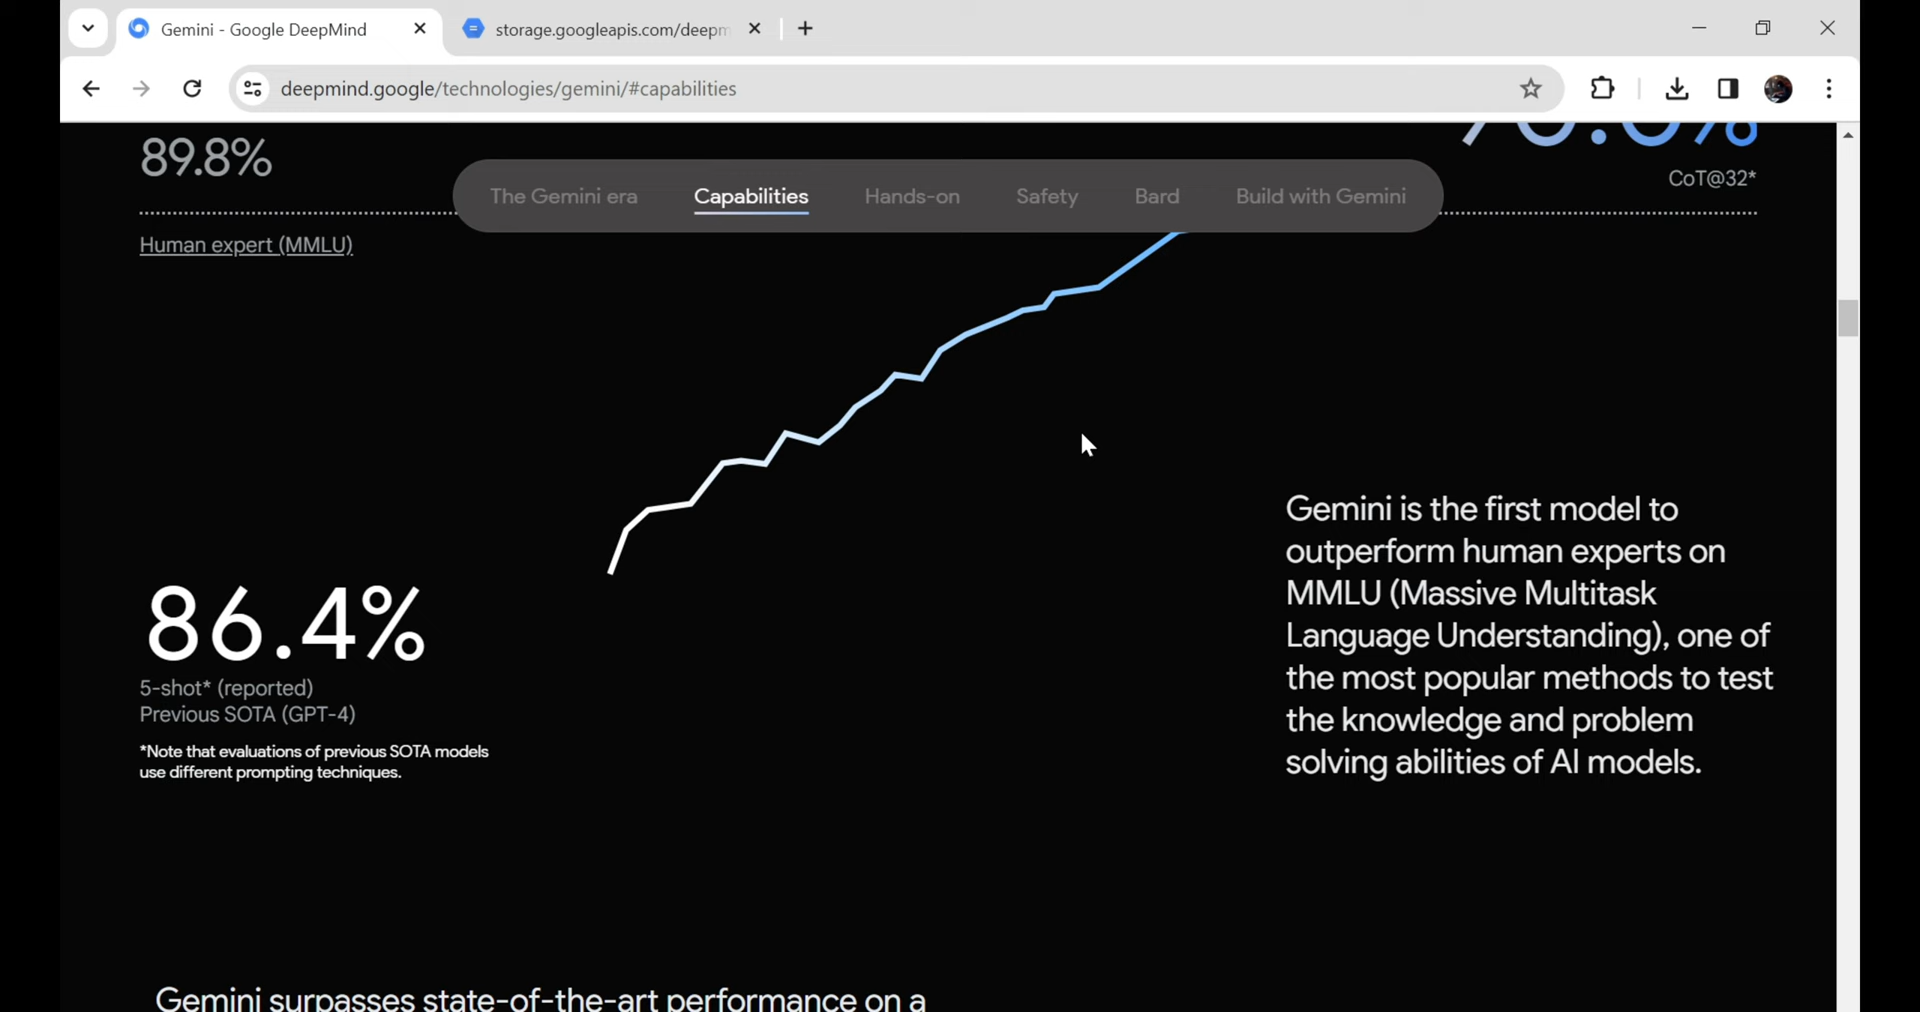 Gemini - Google DeepMind
storage.googleapis.com/deepm
deepmind.google/technologies/gemini/#capabilities
89.8%
CoT@32*
The Gemini era Capabilities Hands-on Safety Bard Build with Gemini
Human expert (MMLU)
86.4%
5-shot* (reported)
Previous SOTA (GPT-4)
*Note that evaluations of previous SOTA models
use different prompting techniques.
Gemini is the first model to
outperform human experts on
MMLU (Massive Multitask
Language Understanding), one of
the most popular methods to test
the knowledge and problem
solving abilities of AI models.
Gemini surpasses state-of-the-art performance on a